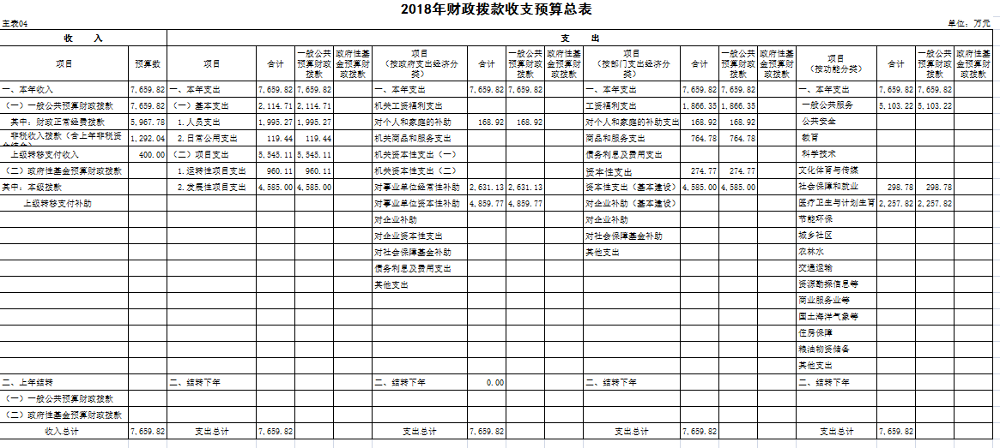 2018年财政拨款收支预算总表
主表04 单位：万元
收 入 支 出
项目 预算数 项目 合计 一般公共预算财政拨款 政府性基金预算财政拨款 项目（按政府支出经济分类） 合计 一般公共预算财政拨款 政府性基金预算财政拨款 项目（按部门支出经济分类） 合计 一般公共预算财政拨款 政府性基金预算财政拨款 项目（按功能分类） 合计 一般公共预算财政拨款 政府性基金预算财政拨款
一、本年收入 7,659.82 一、本年支出 7,659.82 7,659.82 一、本年支出 7,659.82 7,659.82 一、本年支出 7,659.82 7,659.82 一、本年支出 7,659.82 7,659.82
（一）一般公共预算财政拨款 7,659.82 （一）基本支出 2,114.71 2,114.71 机关工资福利支出 工资福利支出 1,866.35 1,866.35 一般公共服务 5,103.22 5,103.22
其中：财政正常经费拨款 5,967.78 1.人员支出 1,995.27 1,995.27 对个人和家庭的补助 168.92 168.92 对个人和家庭的补助支出 168.92 168.92 公共安全
非税收入拨款（含上年非税资 1,292.04 2.日常公用支出 119.44 119.44 机关商品和服务支出 商品和服务支出 764.78 764.78 教育
上级转移支付收入 400.00 （二）项目支出 5,545.11 5,545.11 机关资本性支出（一） 债务利息及费用支出 科学技术
（二）政府性基金预算财政拨款 1.运转性项目支出 960.11 960.11 机关资本性支出（二） 资本性支出 274.77 274.77 文化体育与传媒
其中：本级拨款 2.发展性项目支出 4,585.00 4,585.00 对事业单位经常性补助 2,631.13 2,631.13 资本性支出（基本建设） 4,585.00 4,585.00 社会保障和就业 298.78 298.78
上级转移支付补助 对事业单位资本性补助 4,859.77 4,859.77 对企业补助（基本建设） 医疗卫生与计划生育 2,257.82 2,257.82
对企业补助 对企业补助 节能环保
对企业资本性支出 对社会保障基金补助 城乡社区
对社会保障基金补助 其他支出 农林水
债务利息及费用支出 交通运输
其他支出 资源勘探信息等
商业服务业等
国土海洋气象等
住房保障
粮油物资储备
其他支出
二、上年结转 二、结转下年 二、结转下年 0.00 二、结转下年 二、结转下年
（一）一般公共预算财政拨款
（二）政府性基金预算财政拨款
收入总计 7,659.82 支出总计 7,659.82 支出总计 7,659.82 支出总计 7,659.82 支出总计 7,659.82